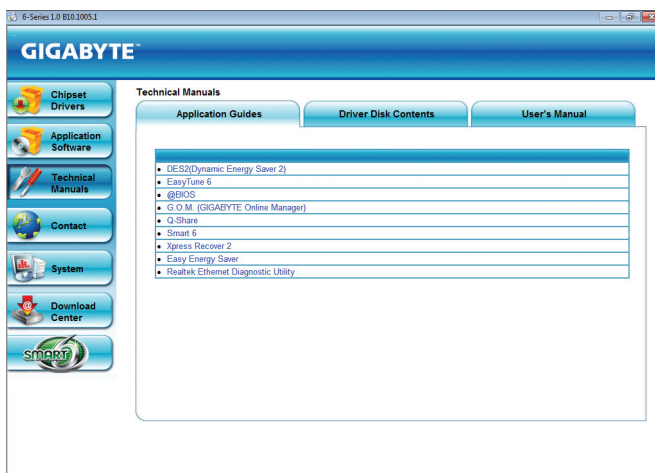 6-Series 1.0 B10.1005.1
GIGABYTE™
Chipset
Drivers
Application
Software
Technical
Manuals
Contact
System
Download
Center
SMART6
Technical Manuals
Application Guides
Driver Disk Contents
User's Manual
• DES2(Dynamic Energy Saver 2)
• EasyTune 6
• @BIOS
• G.O.M. (GIGABYTE Online Manager)
• Q-Share
• Smart 6
• Xpress Recover 2
• Easy Energy Saver
• Realtek Ethernet Diagnostic Utility